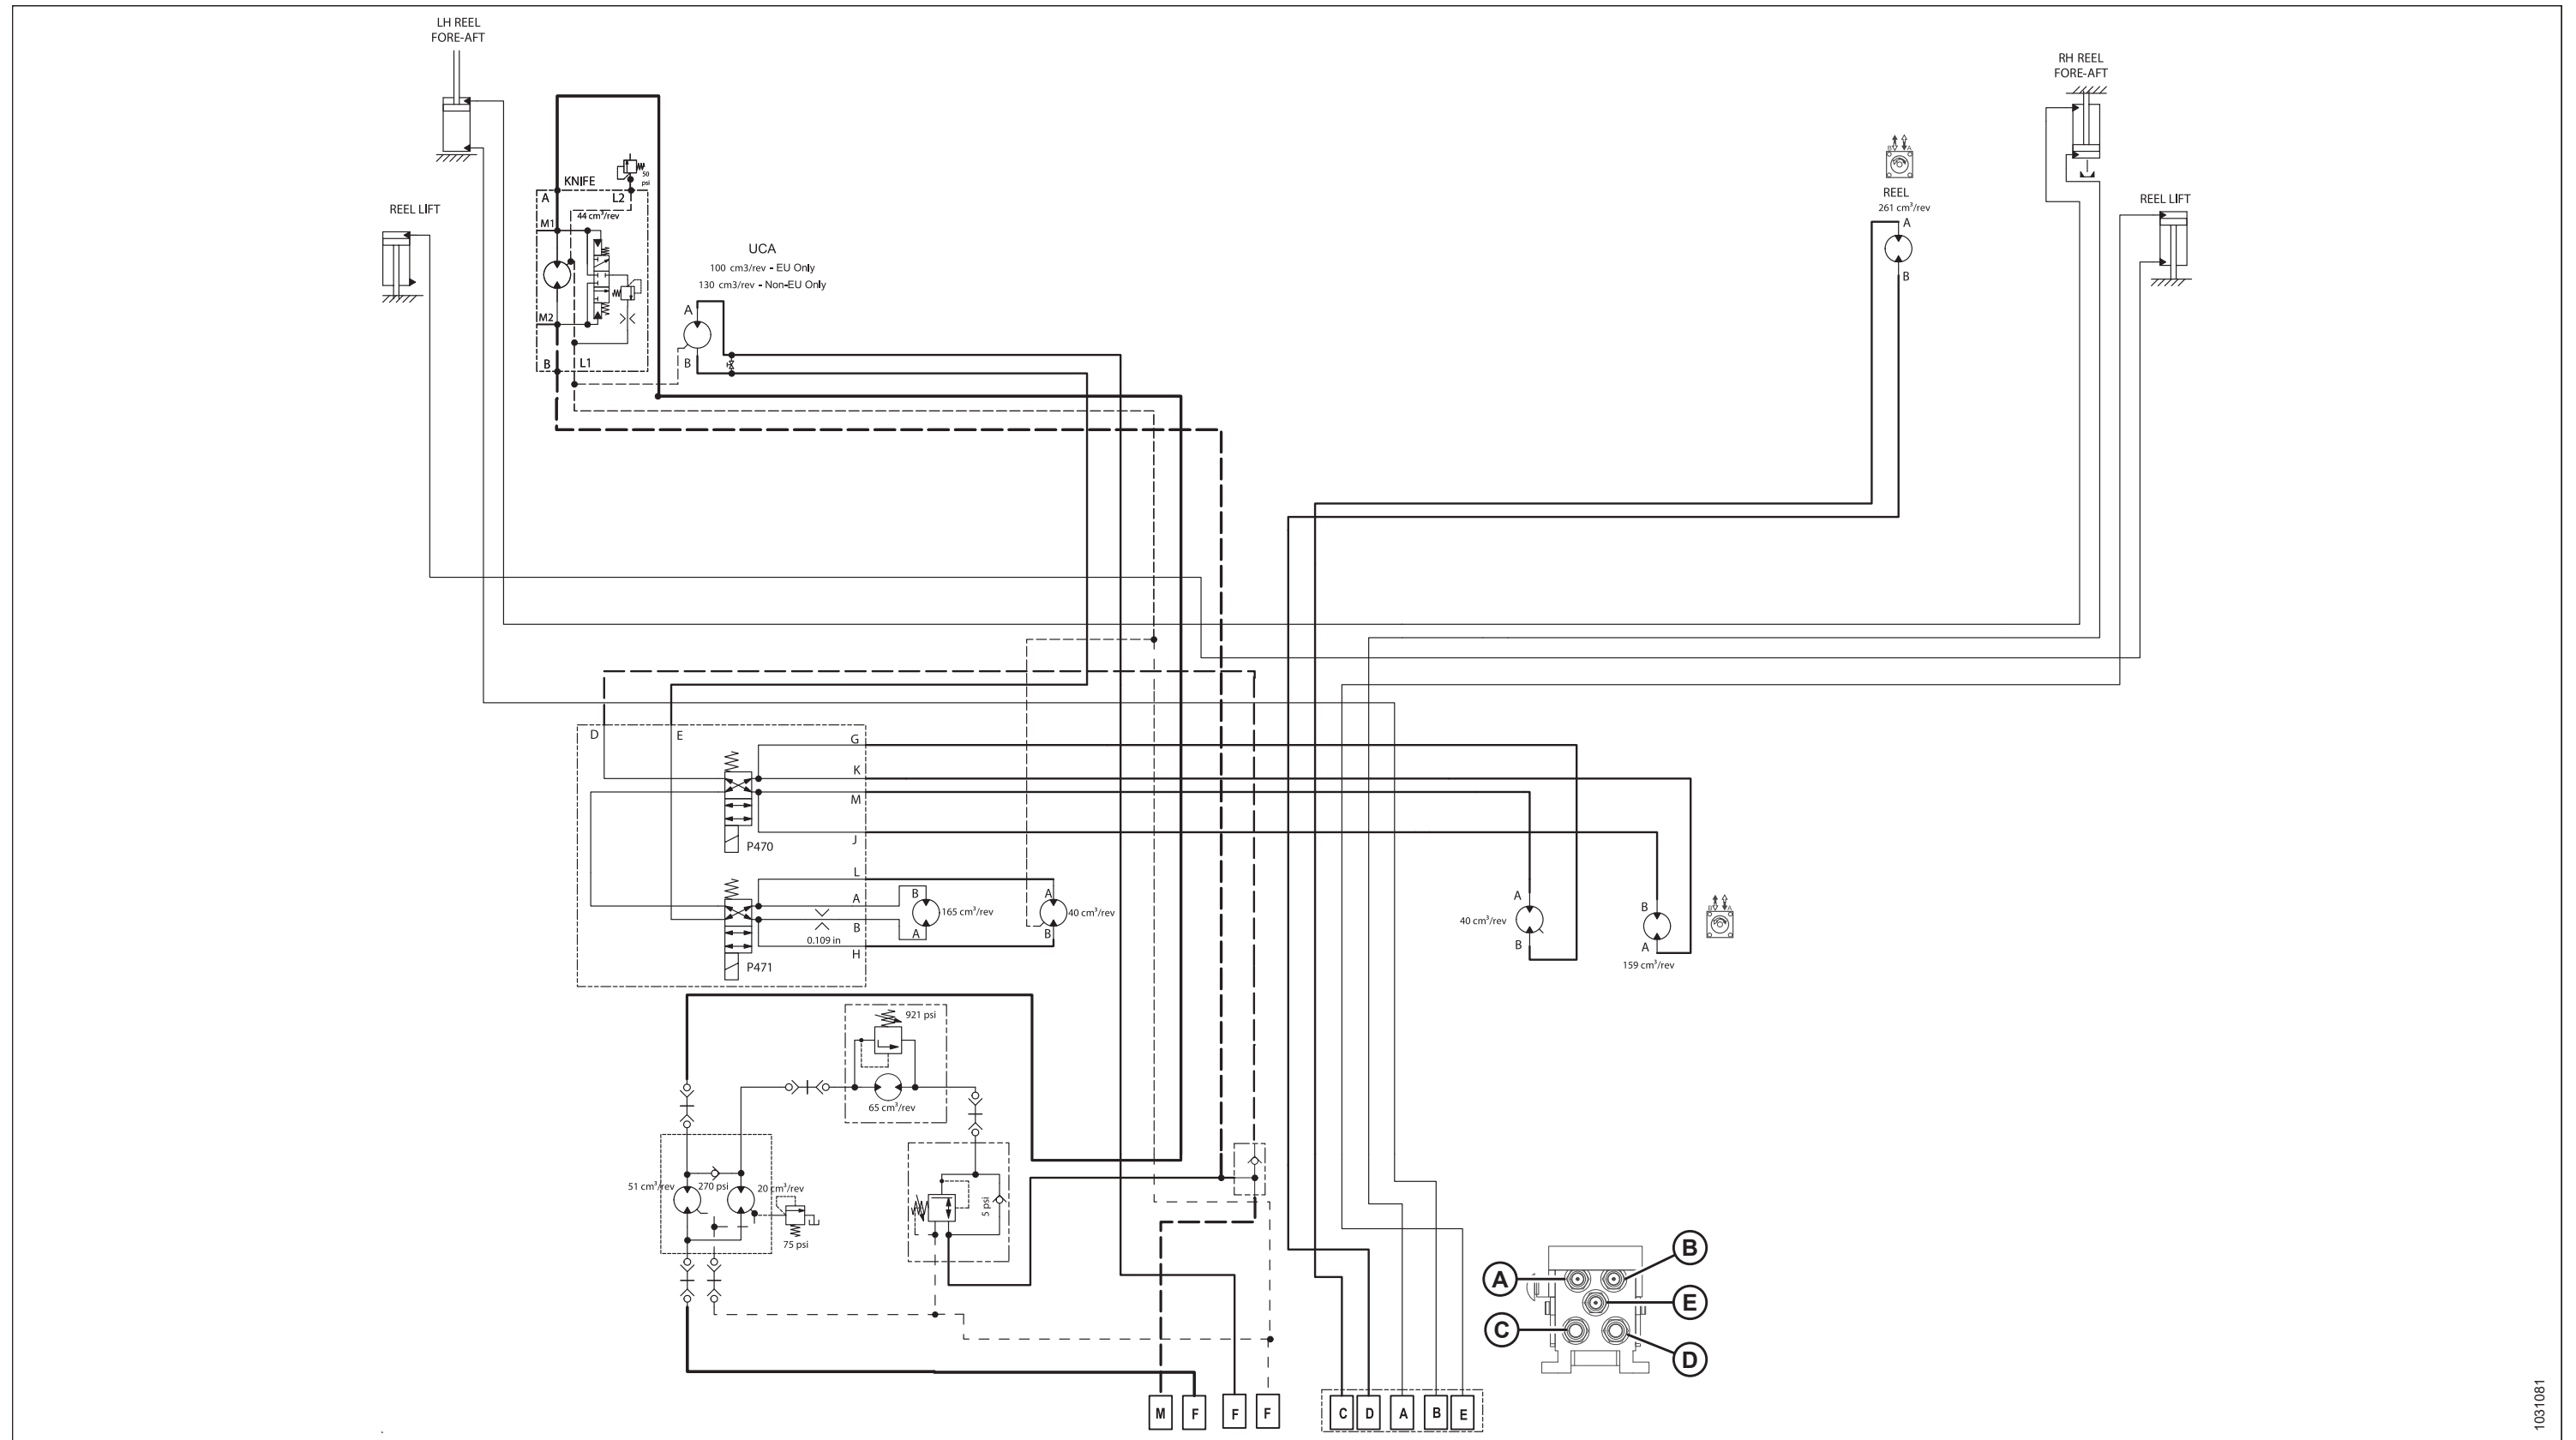 LH REEL
FORE-AFT
RH REEL
FORE-AFT
50
psi
KNIFE
A
L2
44 cm³/rev
M1
M2
B
L1
REEL LIFT
UCA
100 cm3/rev - EU Only
130 cm3/rev - Non-EU Only
A
B
B A
REEL
261 cm³/rev
A
B
REEL LIFT
D
E
G
K
M
J
P470
L
A
B
H
0.109 in
P471
B
165 cm³/rev
A
A
40 cm³/rev
B
A
40 cm³/rev
B
B
A
159 cm³/rev
B A
921 psi
65 cm³/rev
51 cm³/rev
270 psi
20 cm³/rev
75 psi
5 psi
A
B
E
C
D
M
F
F
F
C
D
A
B
E
1031081